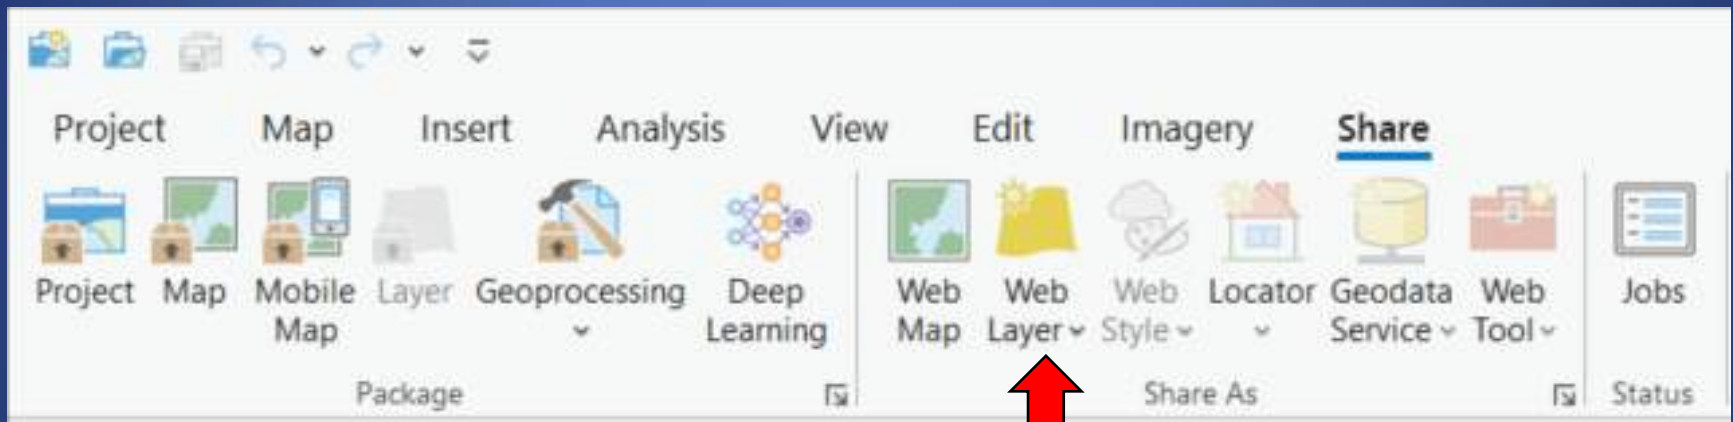 Project Map Insert Analysis View Edit Imagery Share
Project Map Mobile Map Layer Geoprocessing Deep Learning
Package
Web Map Web Layer Web Style Locator Geodata Service Web Tool
Share As
Jobs
Status